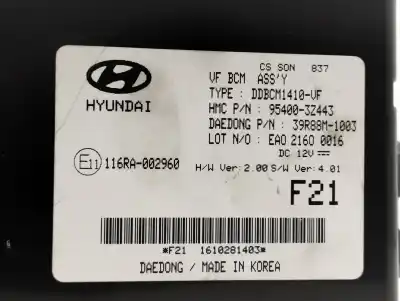 CS SON 837
VF BCM ASS'Y
TYPE : DDBCM1410-VF
HMC P/N : 95400-3Z443
DAEDONG P/N : 39R88M-1003
LOT N/O : EAO 2160 0016
DC 12V
HYUNDAI
E11 116RA-002960
H/W Ver: 2.00 S/W Ver: 4.01
F21
*F21 1610281403*
DAEDONG / MADE IN KOREA